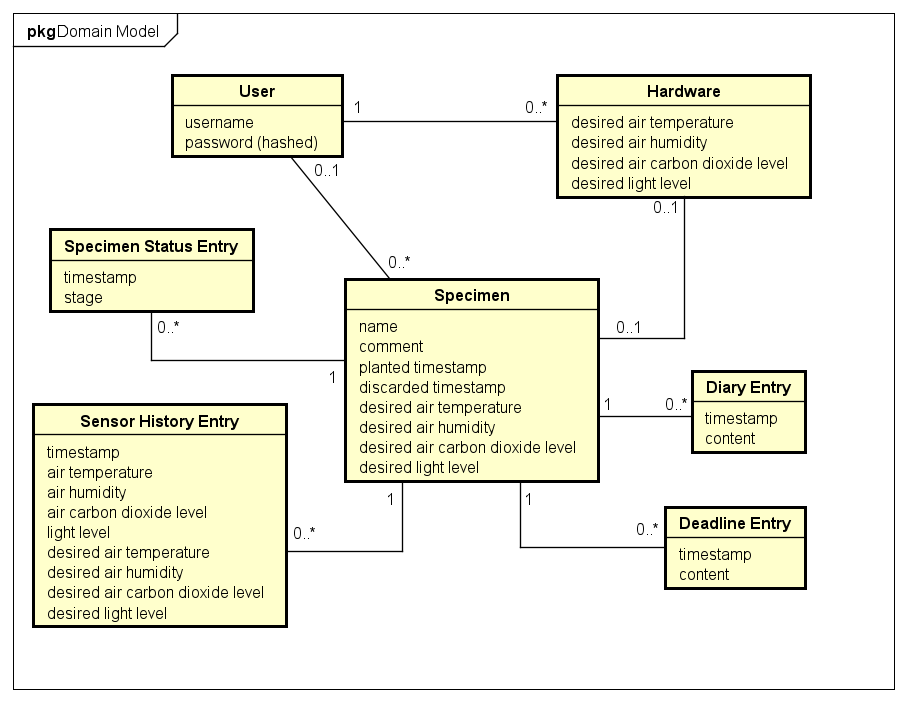 pkg Domain Model
User
username
password (hashed)
1
0..*
Hardware
desired air temperature
desired air humidity
desired air carbon dioxide level
desired light level
0..1
0..1
0..*
Specimen Status Entry
timestamp
stage
0..*
1
Specimen
name
comment
planted timestamp
discarded timestamp
desired air temperature
desired air humidity
desired air carbon dioxide level
desired light level
0..1
1
0..*
Diary Entry
timestamp
content
Sensor History Entry
timestamp
air temperature
air humidity
air carbon dioxide level
light level
desired air temperature
desired air humidity
desired air carbon dioxide level
desired light level
1
0..*
1
0..*
Deadline Entry
timestamp
content